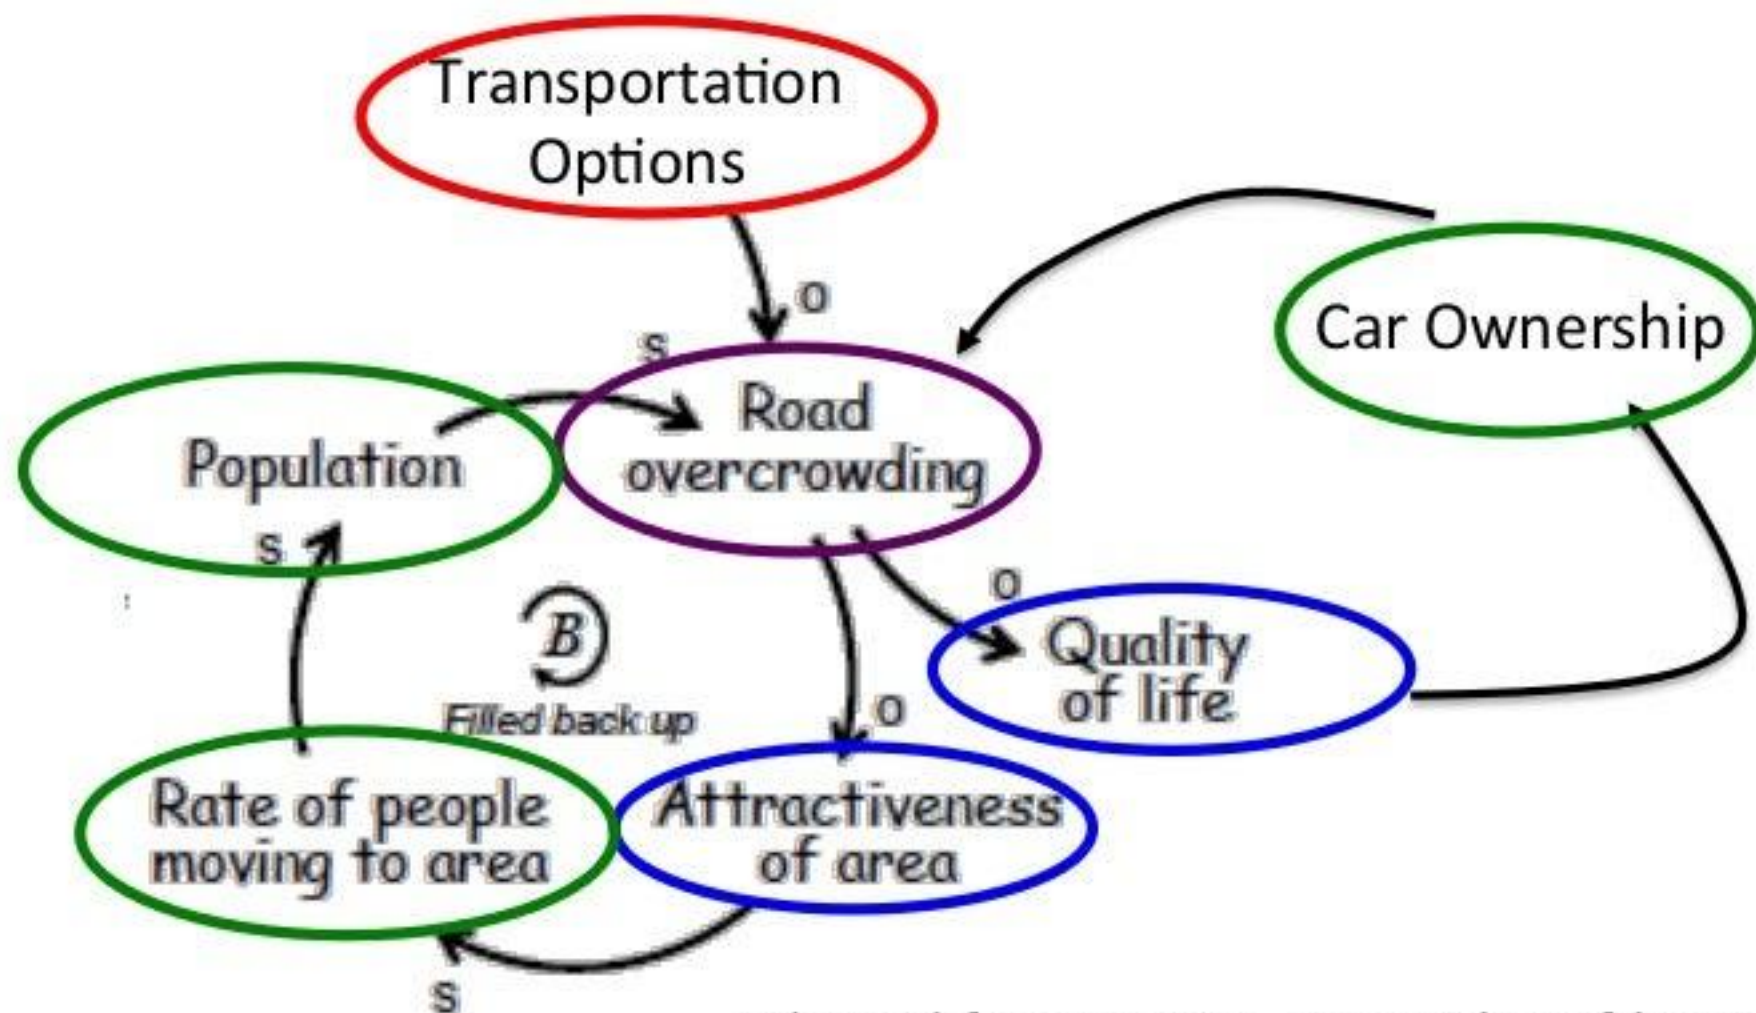 Transportation
Options
o
s
Car Ownership
Road
overcrowding
Population
s
o
B
Quality
of life
Filled back up
o
Rate of people
moving to area
Attractiveness
of area
s